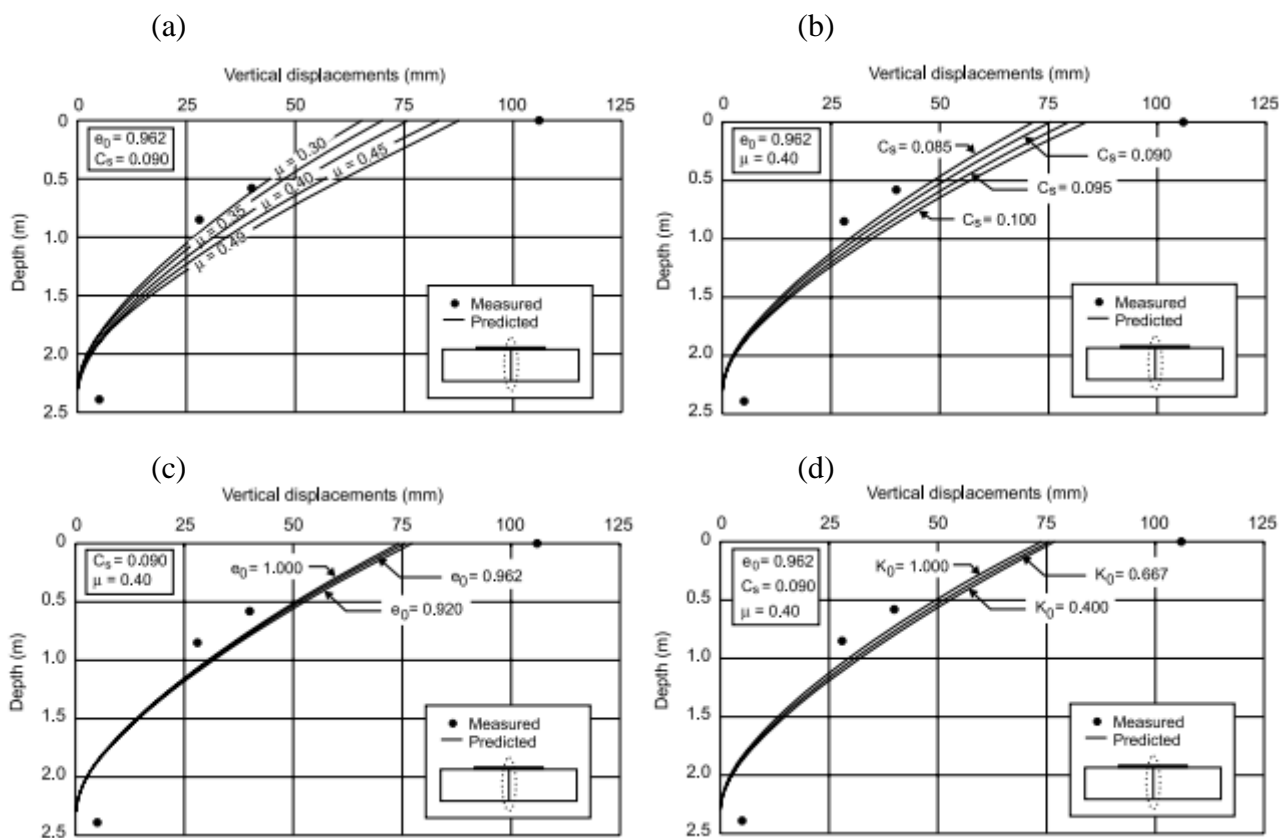 (a)
Vertical displacements (mm)
0 25 50 75 100 125
0
0.5
1.0
1.5
2.0
2.5
Depth (m)
e0 = 0.962
Cs = 0.090
μ = 0.30
μ = 0.45
μ = 0.40
μ = 0.35
μ = 0.49
Measured
Predicted
(b)
Vertical displacements (mm)
0 25 50 75 100 125
0
0.5
1.0
1.5
2.0
2.5
Depth (m)
e0 = 0.962
μ = 0.40
Cs = 0.085
Cs = 0.090
Cs = 0.095
Cs = 0.100
Measured
Predicted
(c)
Vertical displacements (mm)
0 25 50 75 100 125
0
0.5
1.0
1.5
2.0
2.5
Depth (m)
Cs = 0.090
μ = 0.40
e0 = 1.000
e0 = 0.962
e0 = 0.920
Measured
Predicted
(d)
Vertical displacements (mm)
0 25 50 75 100 125
0
0.5
1.0
1.5
2.0
2.5
Depth (m)
e0 = 0.962
Cs = 0.090
μ = 0.40
K0 = 1.000
K0 = 0.667
K0 = 0.400
Measured
Predicted